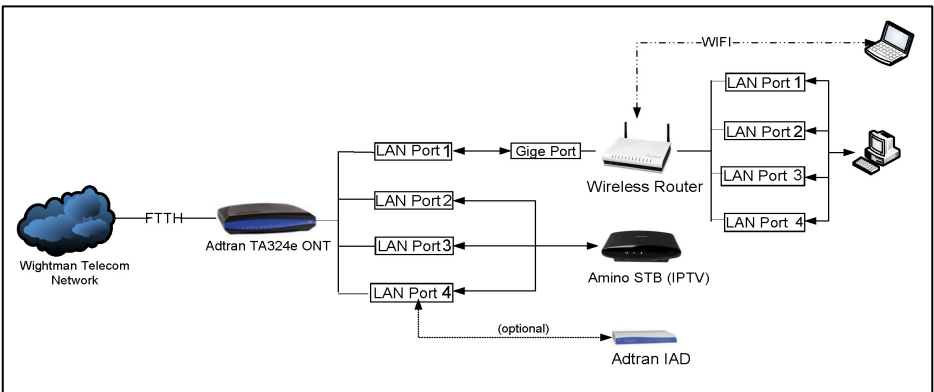 WIFI
LAN Port 1
LAN Port 2
LAN Port 3
LAN Port 4
LAN Port 1
Gige Port
Wireless Router
LAN Port 2
FTTH
Adtran TA324e ONT
LAN Port 3
Wightman Telecom
Network
Amino STB (IPTV)
LAN Port 4
(optional)
Adtran IAD